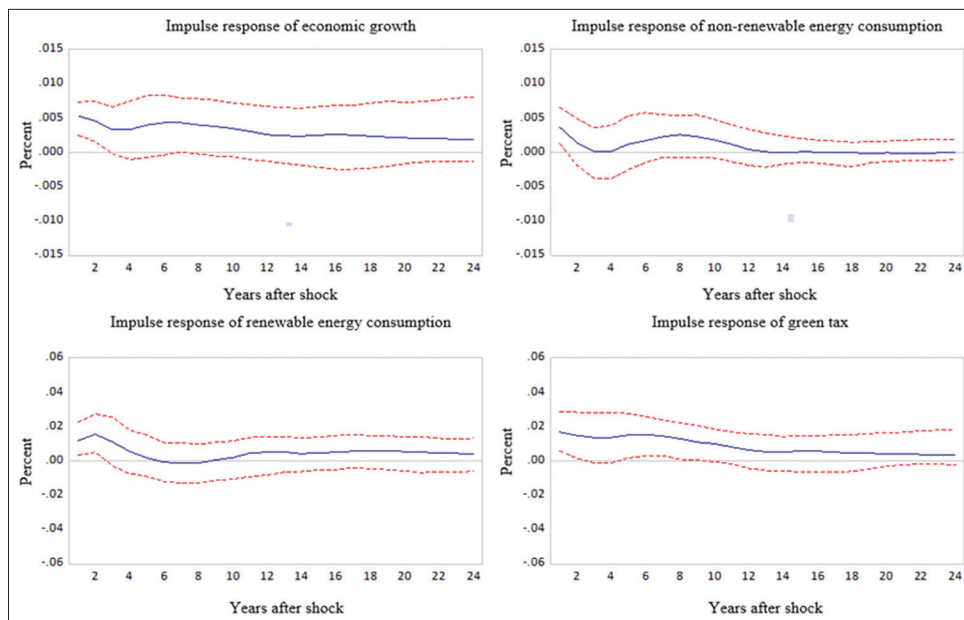 Impulse response of economic growth
.015
.010
.005
.000
-.005
-.010
-.015
Percent
2 4 6 8 10 12 14 16 18 20 22 24
Years after shock
Impulse response of non-renewable energy consumption
.015
.010
.005
.000
-.005
-.010
-.015
Percent
2 4 6 8 10 12 14 16 18 20 22 24
Years after shock
Impulse response of renewable energy consumption
.06
.04
.02
.00
-.02
-.04
-.06
Percent
2 4 6 8 10 12 14 16 18 20 22 24
Years after shock
Impulse response of green tax
.06
.04
.02
.00
-.02
-.04
-.06
Percent
2 4 6 8 10 12 14 16 18 20 22 24
Years after shock